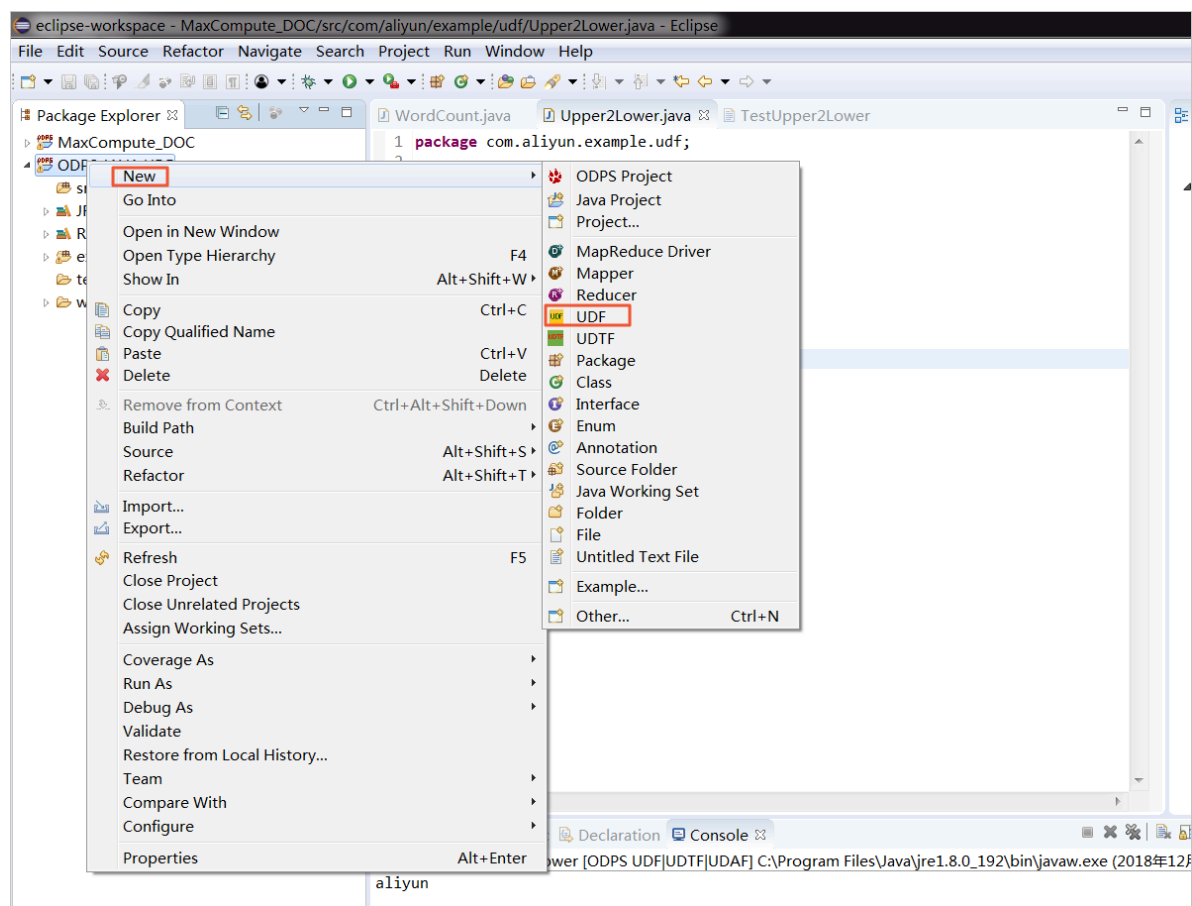 eclipse-workspace - MaxCompute_DOC/src/com/aliyun/example/udf/Upper2Lower.java - Eclipse
File Edit Source Refactor Navigate Search Project Run Window Help
Package Explorer
WordCount.java Upper2Lower.java TestUpper2Lower
MaxCompute_DOC
1 package com.aliyun.example.udf;
New
Go Into
Open in New Window
Open Type Hierarchy F4
Show In Alt+Shift+W
Copy Ctrl+C
Copy Qualified Name
Paste Ctrl+V
Delete Delete
Remove from Context Ctrl+Alt+Shift+Down
Build Path
Source Alt+Shift+S
Refactor Alt+Shift+T
Import...
Export...
Refresh F5
Close Project
Close Unrelated Projects
Assign Working Sets...
Coverage As
Run As
Debug As
Validate
Restore from Local History...
Team
Compare With
Configure
Properties Alt+Enter
ODPS Project
Java Project
Project...
MapReduce Driver
Mapper
Reducer
UDF
UDTF
Package
Class
Interface
Enum
Annotation
Source Folder
Java Working Set
Folder
File
Untitled Text File
Example...
Other... Ctrl+N
Declaration Console
ower [ODPS UDF|UDTF|UDAF] C:\Program Files\Java\jre1.8.0_192\bin\javaw.exe (2018年12月
aliyun